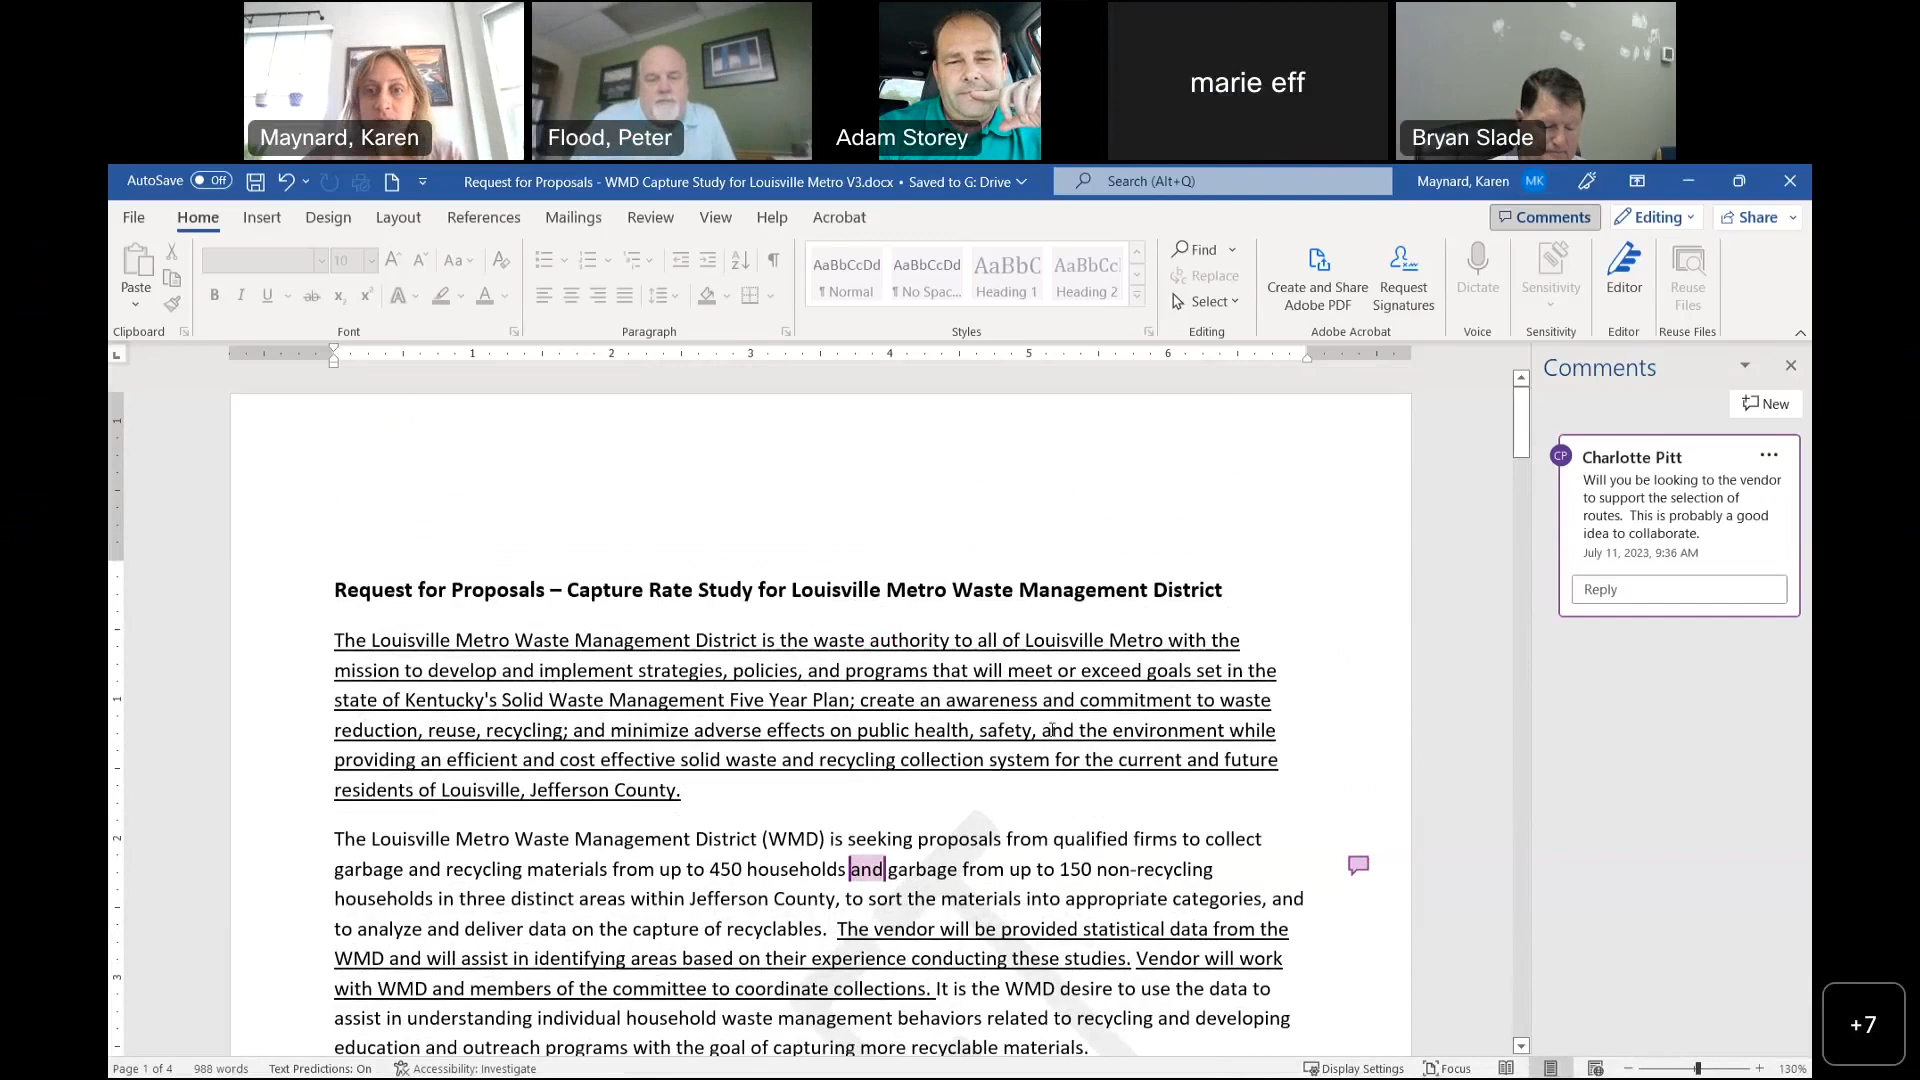 Maynard, Karen
Flood, Peter
Adam Storey
marie eff
Bryan Slade
AutoSave Off
Request for Proposals - WMD Capture Study for Louisville Metro V3.docx • Saved to G: Drive
Search (Alt+Q)
Maynard, Karen MK
File Home Insert Design Layout References Mailings Review View Help Acrobat
Comments Editing Share
Paste
10
Aa
B I U ab x₂ x² A A
AaBbCcDd AaBbCcDd AaBbC AaBbCc
¶ Normal ¶ No Spac... Heading 1 Heading 2
Find
Replace
Select
Create and Share Adobe PDF
Request Signatures
Dictate
Sensitivity
Editor
Reuse Files
Clipboard Font Paragraph Styles Editing Adobe Acrobat Voice Sensitivity Editor Reuse Files
1 2 3 4 5 6
Comments
New
CP Charlotte Pitt
Will you be looking to the vendor
to support the selection of
routes. This is probably a good
idea to collaborate.
July 11, 2023, 9:36 AM
Reply
Request for Proposals – Capture Rate Study for Louisville Metro Waste Management District
The Louisville Metro Waste Management District is the waste authority to all of Louisville Metro with the
mission to develop and implement strategies, policies, and programs that will meet or exceed goals set in the
state of Kentucky's Solid Waste Management Five Year Plan; create an awareness and commitment to waste
reduction, reuse, recycling; and minimize adverse effects on public health, safety, and the environment while
providing an efficient and cost effective solid waste and recycling collection system for the current and future
residents of Louisville, Jefferson County.
The Louisville Metro Waste Management District (WMD) is seeking proposals from qualified firms to collect
garbage and recycling materials from up to 450 households and garbage from up to 150 non-recycling
households in three distinct areas within Jefferson County, to sort the materials into appropriate categories, and
to analyze and deliver data on the capture of recyclables. The vendor will be provided statistical data from the
WMD and will assist in identifying areas based on their experience conducting these studies. Vendor will work
with WMD and members of the committee to coordinate collections. It is the WMD desire to use the data to
assist in understanding individual household waste management behaviors related to recycling and developing
education and outreach programs with the goal of capturing more recyclable materials.
+7
Page 1 of 4 988 words Text Predictions: On Accessibility: Investigate
Display Settings Focus 130%